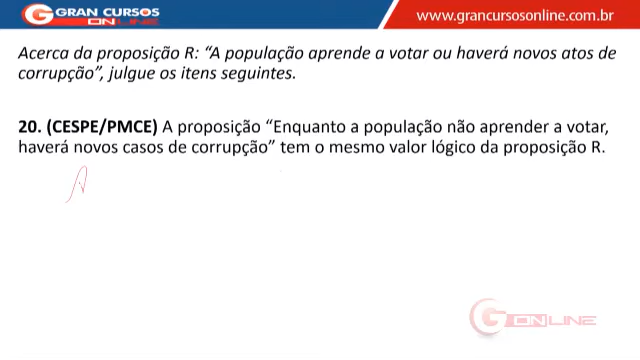 GRAN CURSOS
ONLINE
www.grancursosonline.com.br
Acerca da proposição R: “A população aprende a votar ou haverá novos atos de
corrupção”, julgue os itens seguintes.
20. (CESPE/PMCE) A proposição “Enquanto a população não aprender a votar,
haverá novos casos de corrupção” tem o mesmo valor lógico da proposição R.
G ONLINE